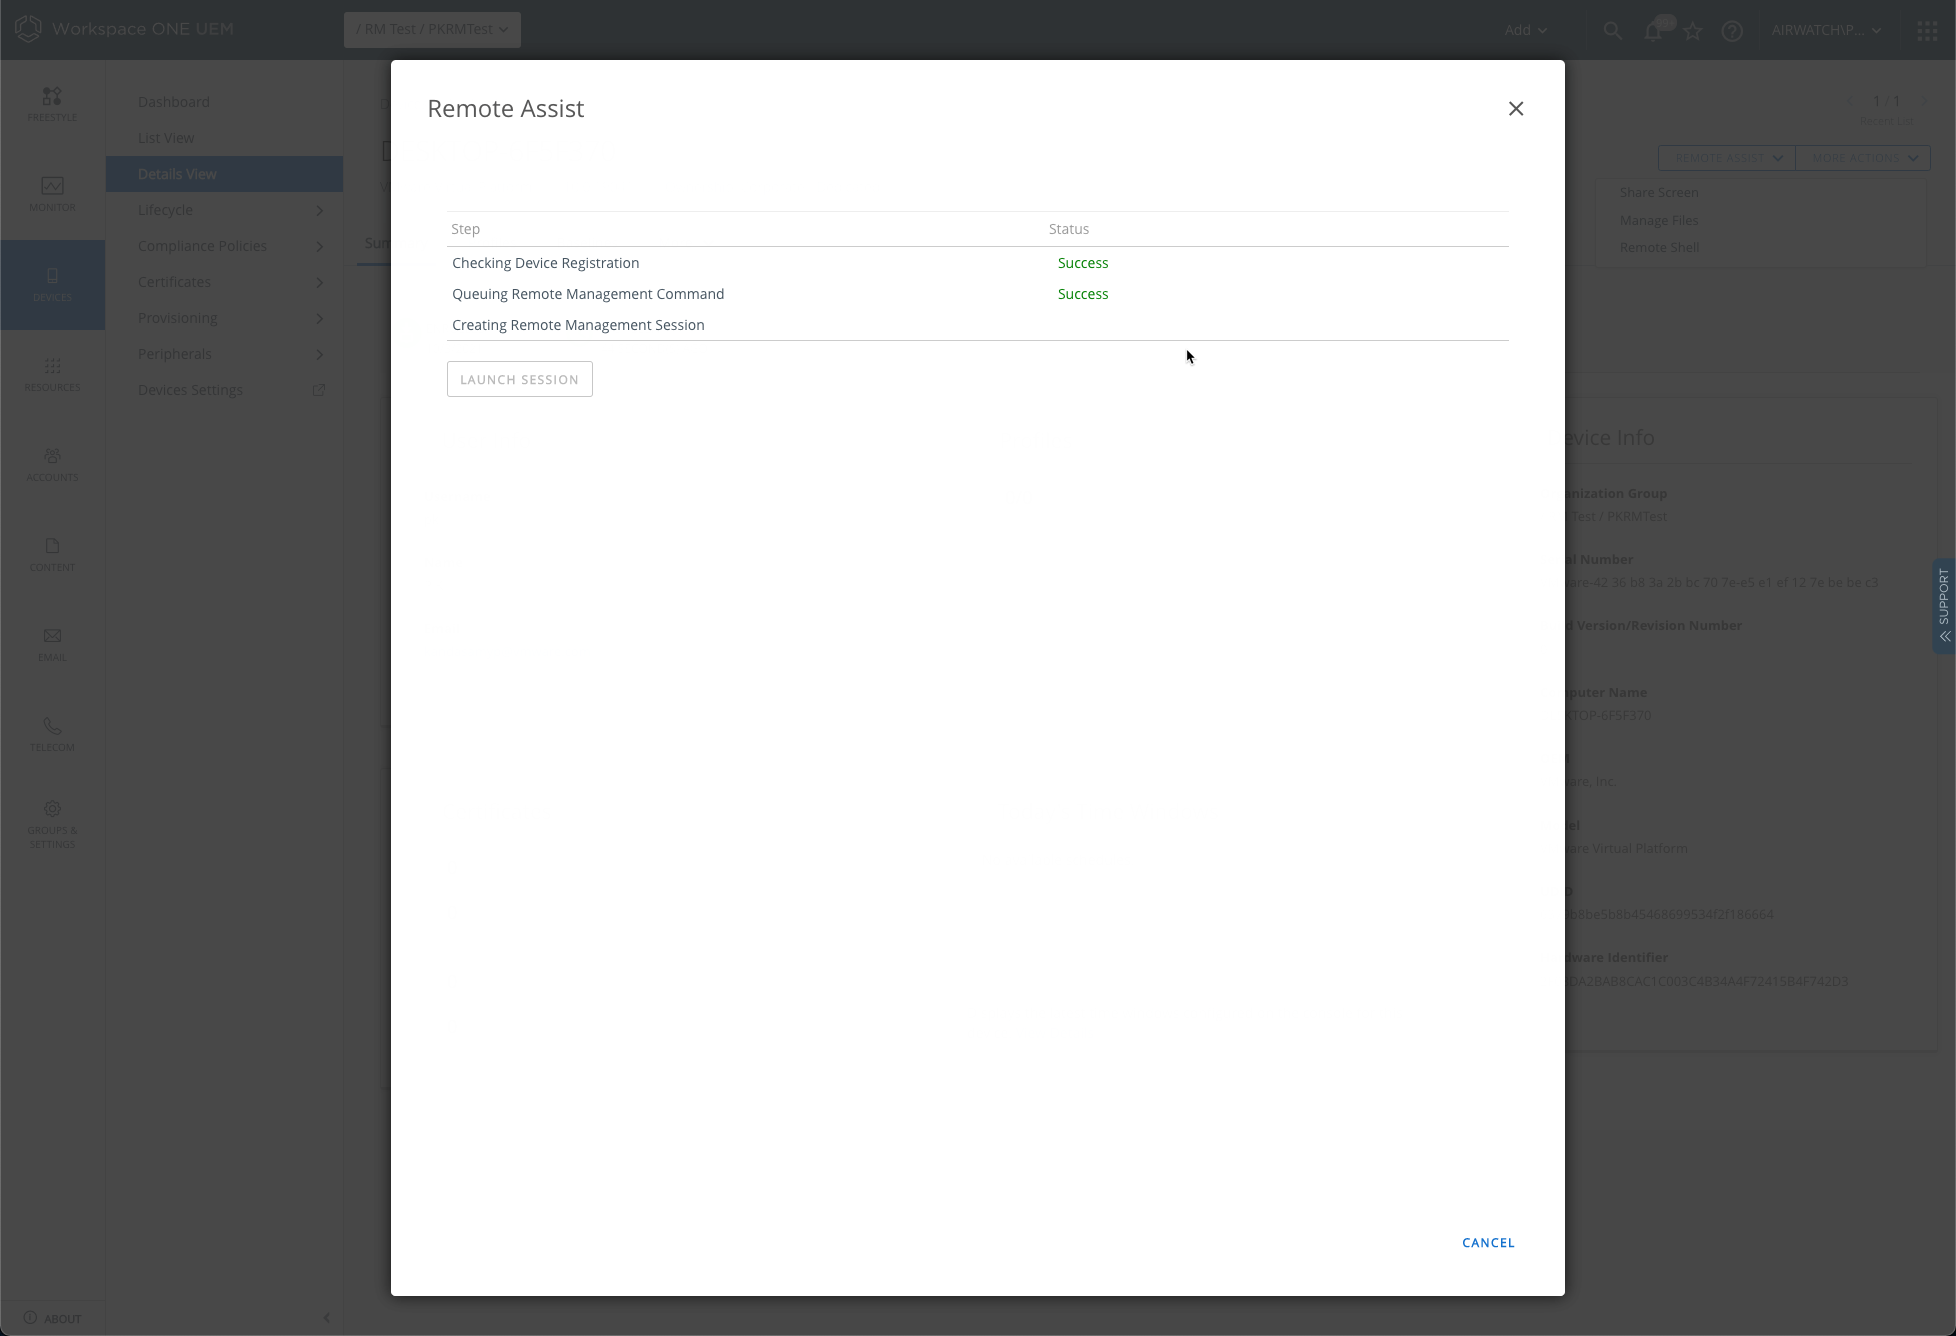 Workspace ONE UEM
/ RM Test / PKRMTest
Add
AIRWATCH\P...
FREESTYLE
MONITOR
DEVICES
RESOURCES
ACCOUNTS
CONTENT
EMAIL
TELECOM
GROUPS &
SETTINGS
ABOUT
Dashboard
List View
Details View
Lifecycle
Compliance Policies
Certificates
Provisioning
Peripherals
Devices Settings
Remote Assist
Step Status
Checking Device Registration Success
Queuing Remote Management Command Success
Creating Remote Management Session
LAUNCH SESSION
CANCEL
1 / 1
Recent List
REMOTE ASSIST
MORE ACTIONS
Share Screen
Manage Files
Remote Shell
evice Info
nization Group
Test / PKRMTest
al Number
are-42 36 b8 3a 2b bc 70 7e-e5 e1 ef 12 7e be be c3
d Version/Revision Number
puter Name
KTOP-6F5F370
are, Inc.
el
are Virtual Platform
b8be5b8b45468699534f2f186664
dware Identifier
DA2BAB8CAC1C003C4B34A4F72415B4F742D3
SUPPORT